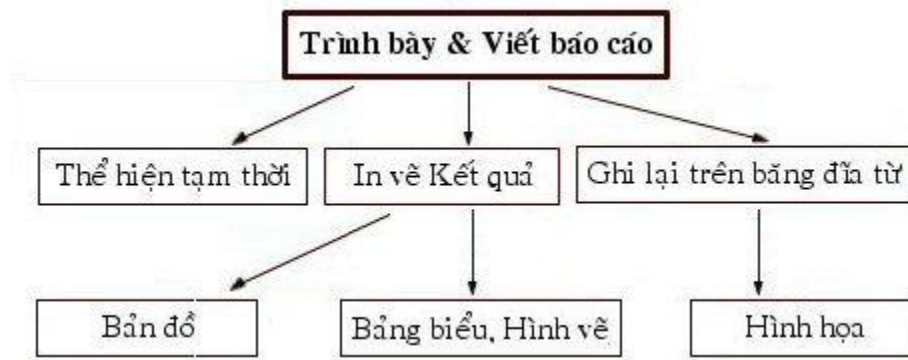 Trình bày & Viết báo cáo
Thể hiện tạm thời
In vẽ Kết quả
Ghi lại trên băng đĩa từ
Bản đồ
Bảng biểu, Hình vẽ
Hình họa